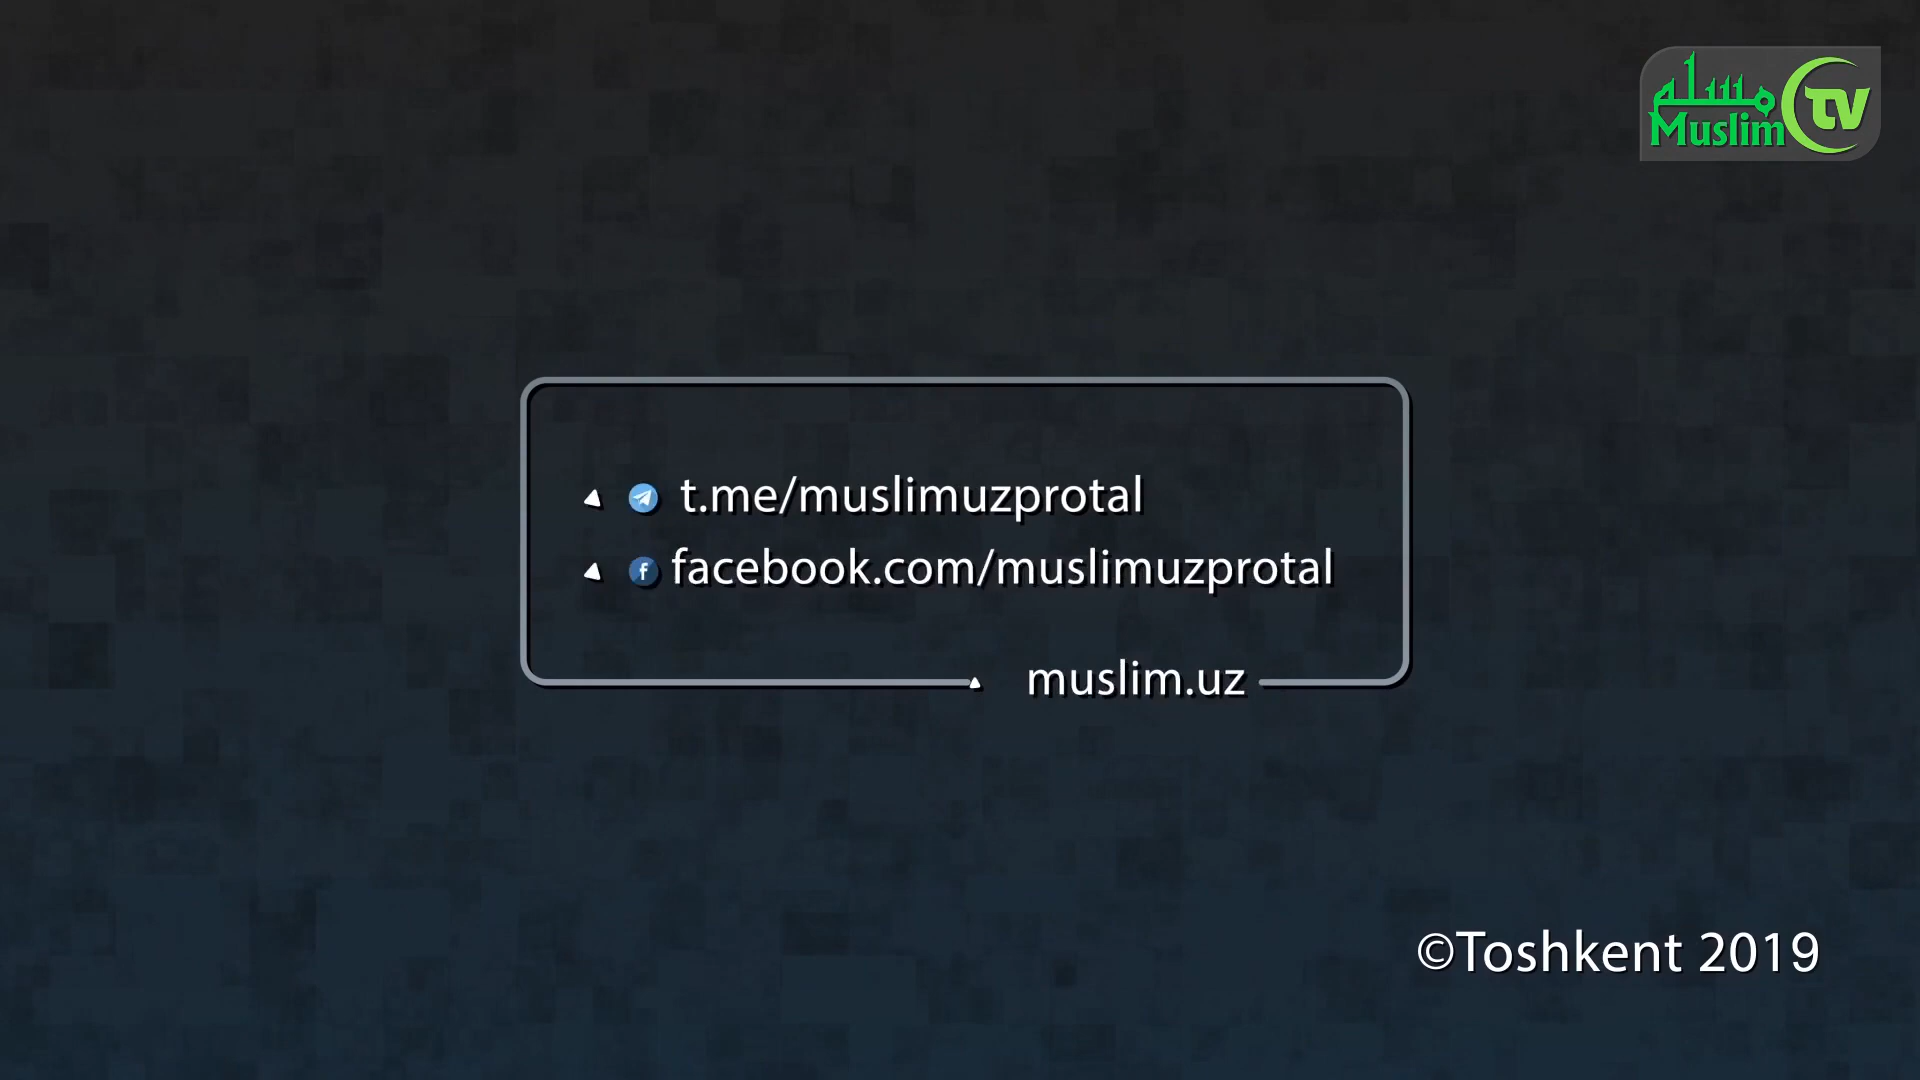 مسلم
Muslim TV
t.me/muslimuzprotal
facebook.com/muslimuzprotal
muslim.uz
©Toshkent 2019